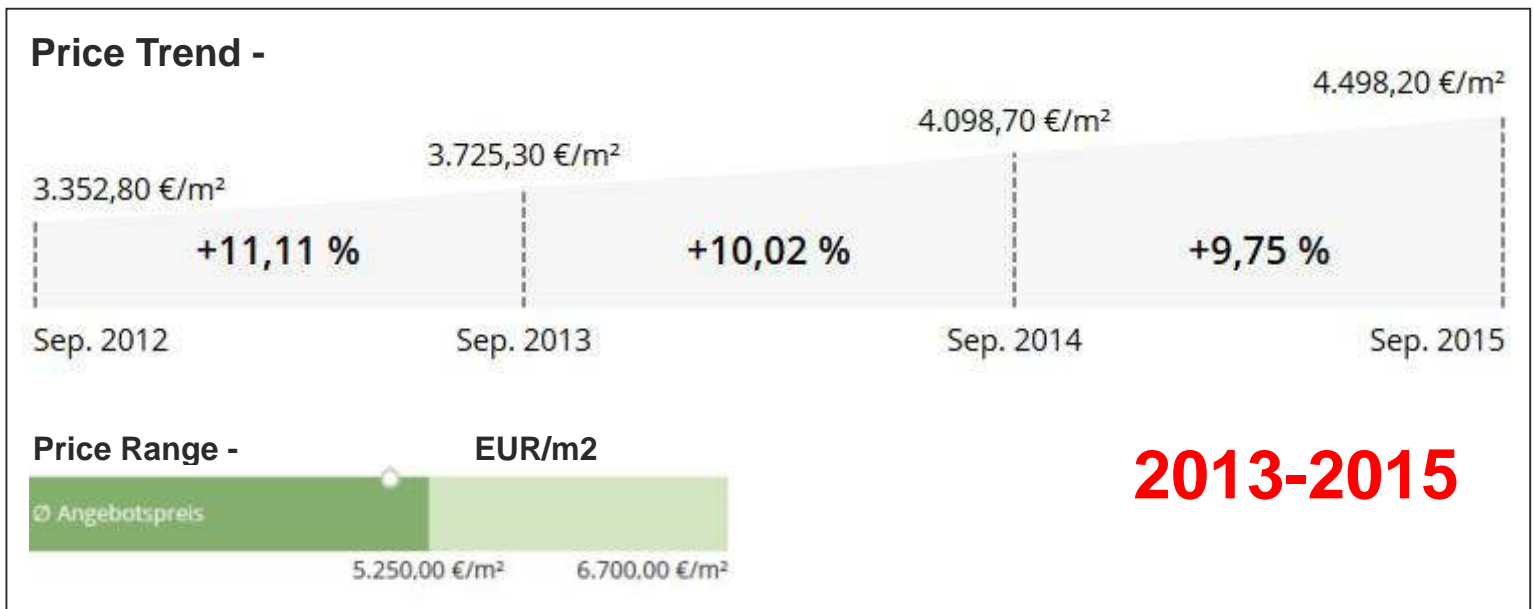 Price Trend -
4.498,20 €/m²
4.098,70 €/m²
3.725,30 €/m²
3.352,80 €/m²
+11,11 % +10,02 % +9,75 %
Sep. 2012 Sep. 2013 Sep. 2014 Sep. 2015
Price Range - EUR/m2
2013-2015
Ø Angebotspreis
5.250,00 €/m² 6.700,00 €/m²